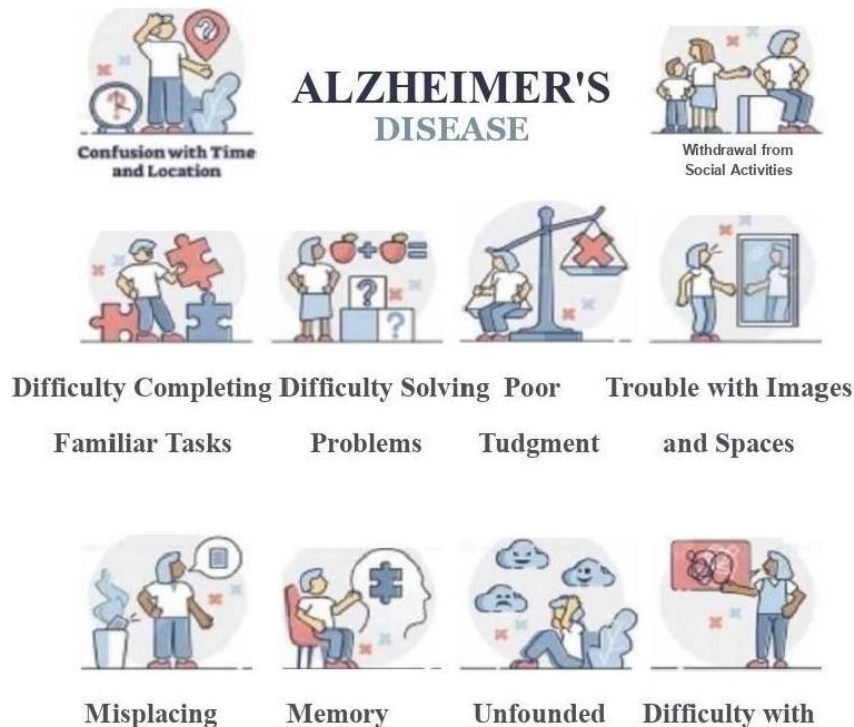 ALZHEIMER'S
DISEASE
Confusion with Time
and Location
Withdrawal from
Social Activities
Difficulty Completing
Familiar Tasks
Difficulty Solving
Problems
Poor
Tudgment
Trouble with Images
and Spaces
Misplacing
Memory
Unfounded
Difficulty with